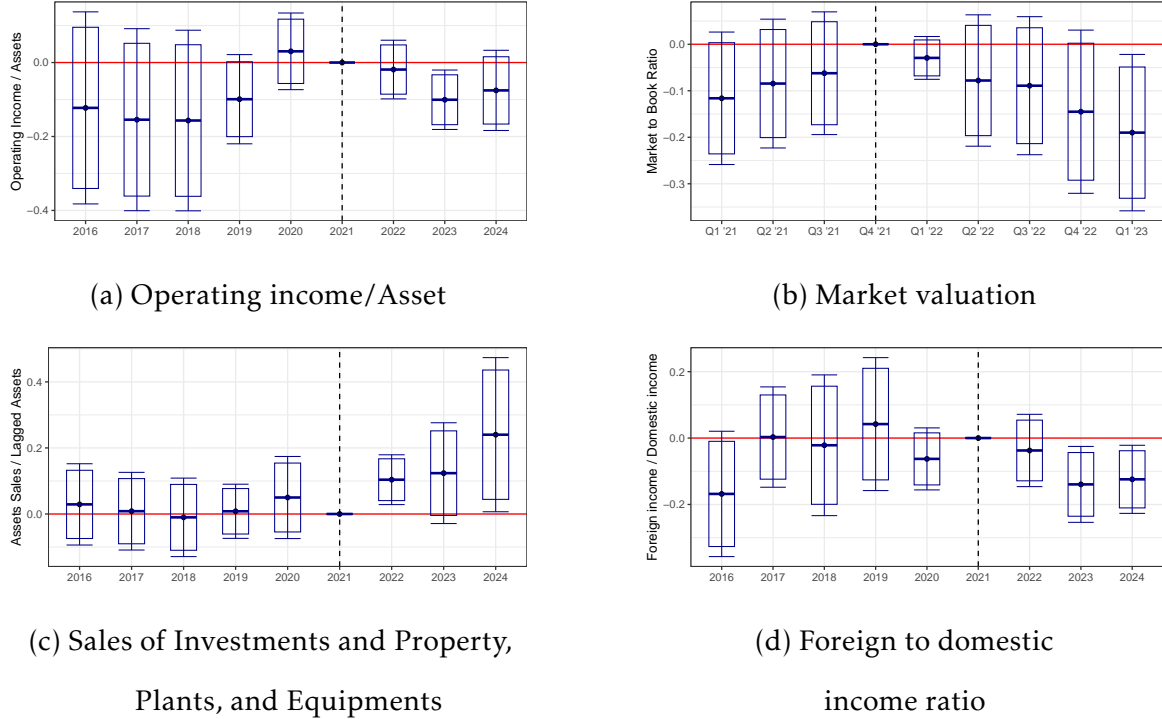 Operating Income / Assets
0.0
−0.2
−0.4
2016 2017 2018 2019 2020 2021 2022 2023 2024
(a) Operating income/Asset
Market to Book Ratio
0.0
−0.1
−0.2
−0.3
Q1 '21 Q2 '21 Q3 '21 Q4 '21 Q1 '22 Q2 '22 Q3 '22 Q4 '22 Q1 '23
(b) Market valuation
Assets Sales / Lagged Assets
0.4
0.2
0.0
2016 2017 2018 2019 2020 2021 2022 2023 2024
(c) Sales of Investments and Property,
Plants, and Equipments
Foreign income / Domestic income
0.2
0.0
−0.2
2016 2017 2018 2019 2020 2021 2022 2023 2024
(d) Foreign to domestic
income ratio